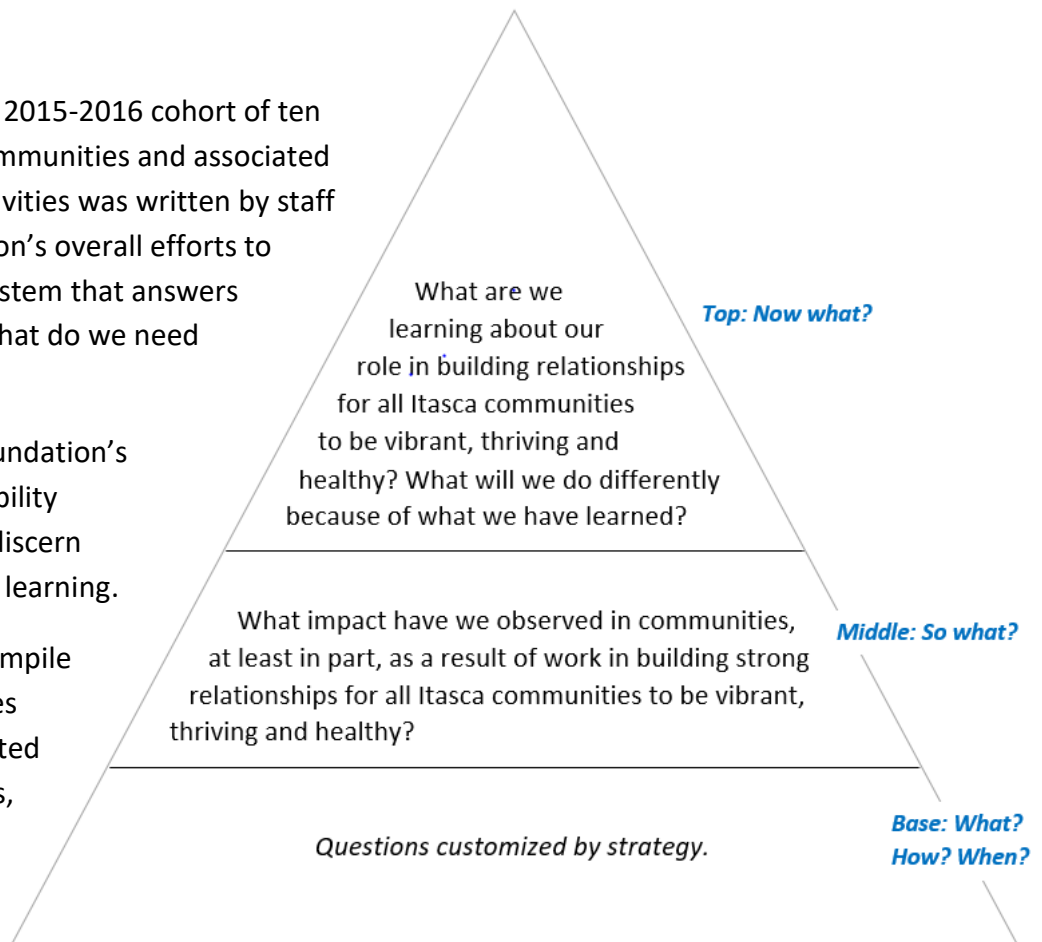 2015-2016 cohort of ten
mmunities and associated
vities was written by staff
on's overall efforts to
stem that answers
hat do we need
undation's
bility
discern
learning.
mpile
es
ted
s,
What are we
learning about our
role in building relationships
for all Itasca communities
to be vibrant, thriving and
healthy? What will we do differently
because of what we have learned?
Top: Now what?
What impact have we observed in communities,
at least in part, as a result of work in building strong
relationships for all Itasca communities to be vibrant,
thriving and healthy?
Middle: So what?
Questions customized by strategy.
Base: What?
How? When?